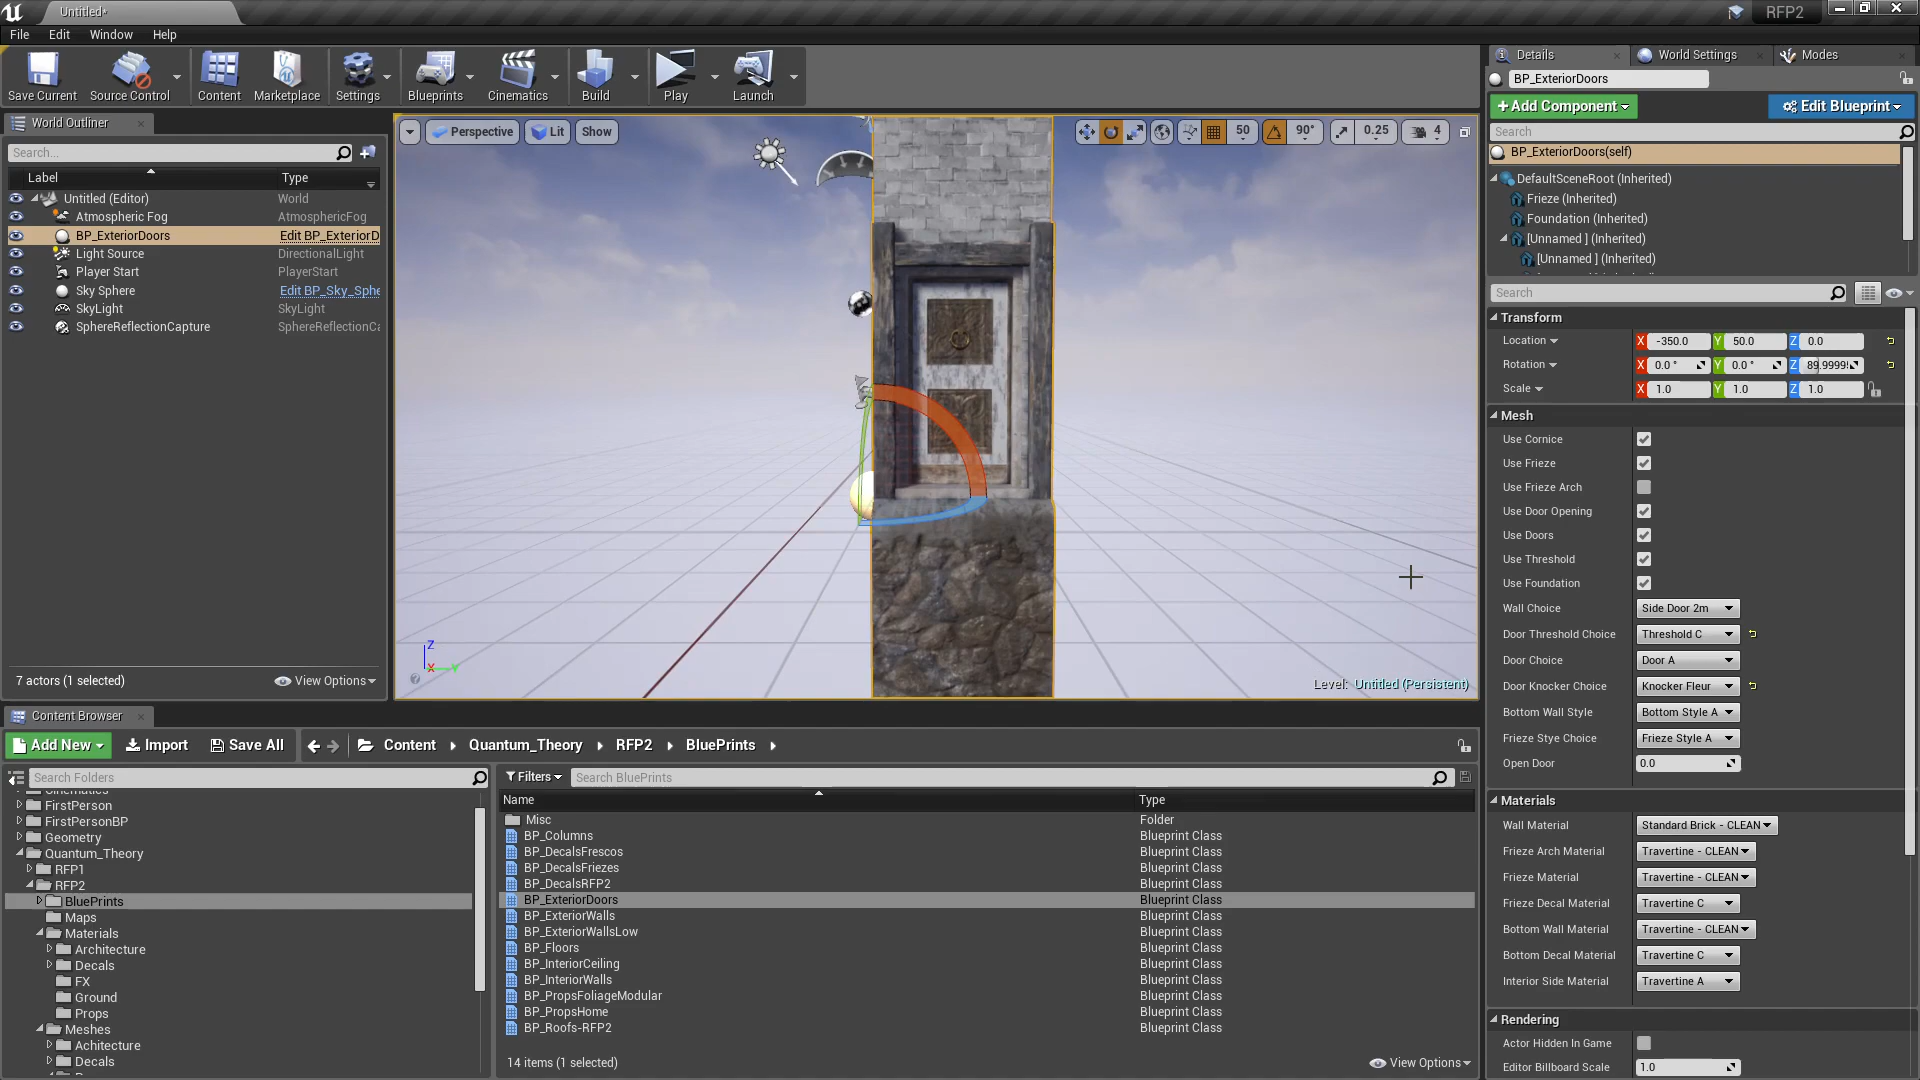 Untitled*
RFP2
File Edit Window Help
Save Current Source Control Content Marketplace Settings Blueprints Cinematics Build Play Launch
World Outliner
Search...
Label Type
Untitled (Editor) World
Atmospheric Fog AtmosphericFog
BP_ExteriorDoors Edit BP_ExteriorD
Light Source DirectionalLight
Player Start PlayerStart
Sky Sphere Edit BP_Sky_Sphe
SkyLight SkyLight
SphereReflectionCapture SphereReflectionCa
7 actors (1 selected) View Options
Perspective Lit Show 50 90° 0.25 4
Z
X
Y
Level: Untitled (Persistent)
Details World Settings Modes
BP_ExteriorDoors
+Add Component Edit Blueprint
Search
BP_ExteriorDoors(self)
DefaultSceneRoot (Inherited)
Frieze (Inherited)
Foundation (Inherited)
[Unnamed ] (Inherited)
[Unnamed ] (Inherited)
Search
Transform
Location X -350.0 Y 50.0 Z 0.0
Rotation X 0.0 ° Y 0.0 ° Z 89.9999
Scale X 1.0 Y 1.0 Z 1.0
Mesh
Use Cornice
Use Frieze
Use Frieze Arch
Use Door Opening
Use Doors
Use Threshold
Use Foundation
Wall Choice Side Door 2m
Door Threshold Choice Threshold C
Door Choice Door A
Door Knocker Choice Knocker Fleur
Bottom Wall Style Bottom Style A
Frieze Stye Choice Frieze Style A
Open Door 0.0
Materials
Wall Material Standard Brick - CLEAN
Frieze Arch Material Travertine - CLEAN
Frieze Material Travertine - CLEAN
Frieze Decal Material Travertine C
Bottom Wall Material Travertine - CLEAN
Bottom Decal Material Travertine C
Interior Side Material Travertine A
Rendering
Actor Hidden In Game
Editor Billboard Scale 1.0
Content Browser
Add New Import Save All Content Quantum_Theory RFP2 BluePrints
Search Folders
Cinematics
FirstPerson
FirstPersonBP
Geometry
Quantum_Theory
RFP1
RFP2
BluePrints
Maps
Materials
Architecture
Decals
FX
Ground
Props
Meshes
Achitecture
Decals
Filters Search BluePrints
Name Type
Misc Folder
BP_Columns Blueprint Class
BP_DecalsFrescos Blueprint Class
BP_DecalsFriezes Blueprint Class
BP_DecalsRFP2 Blueprint Class
BP_ExteriorDoors Blueprint Class
BP_ExteriorWalls Blueprint Class
BP_ExteriorWallsLow Blueprint Class
BP_Floors Blueprint Class
BP_InteriorCeiling Blueprint Class
BP_InteriorWalls Blueprint Class
BP_PropsFoliageModular Blueprint Class
BP_PropsHome Blueprint Class
BP_Roofs-RFP2 Blueprint Class
14 items (1 selected) View Options